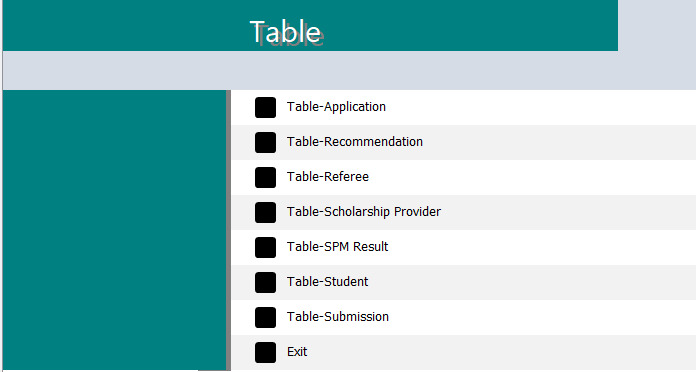 Table
Table-Application
Table-Recommendation
Table-Referee
Table-Scholarship Provider
Table-SPM Result
Table-Student
Table-Submission
Exit